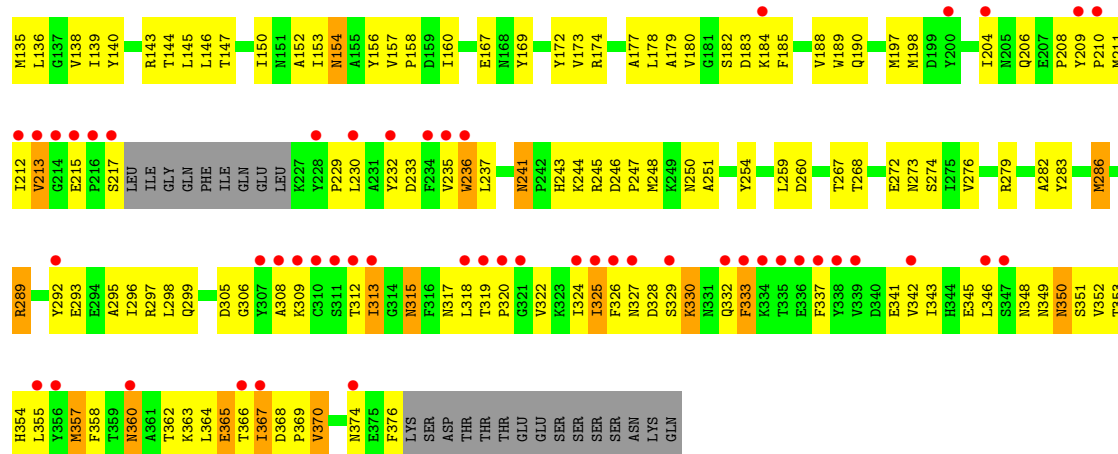 M135 L136 G137 V138 I139 Y140 R143 T144 L145 L146 T147 I150 N151 A152 I153 N154 A155 Y156 V157 P158 D159 I160 E167 N168 Y169 Y172 V173 R174 A177 L178 A179 V180 G181 S182 D183 K184 F185 V188 W189 Q190 M197 M198 D199 Y200 I204 N205 Q206 E207 P208 Y209 P210 M211
I212 V213 G214 E215 P216 S217 LEU ILE GLY GLN PHE ILE GLN GLU LEU K227 Y228 P229 L230 A231 Y232 D233 F234 V235 W236 L237 N241 P242 H243 K244 R245 D246 P247 M248 K249 N250 A251 Y254 L259 D260 T267 T268 E272 N273 S274 I275 V276 R279 A282 Y283 M286
R289 Y292 E293 E294 A295 I296 R297 L298 Q299 D305 G306 Y307 A308 K309 C310 S311 T312 I313 G314 N315 F316 N317 L318 T319 P320 G321 V322 K323 I324 I325 F326 N327 D328 S329 K330 N331 Q332 F333 K334 T335 E336 F337 Y338 V339 D340 E341 V342 I343 H344 E345 L346 S347 N348 N349 N350 S351 V352 T353
H354 L355 Y356 M357 F358 T359 N360 A361 T362 K363 L364 E365 T366 I367 D368 P369 V370 N374 E375 F376 LYS SER ASP THR THR THR GLU GLU SER SER SER SER ASN LYS GLN